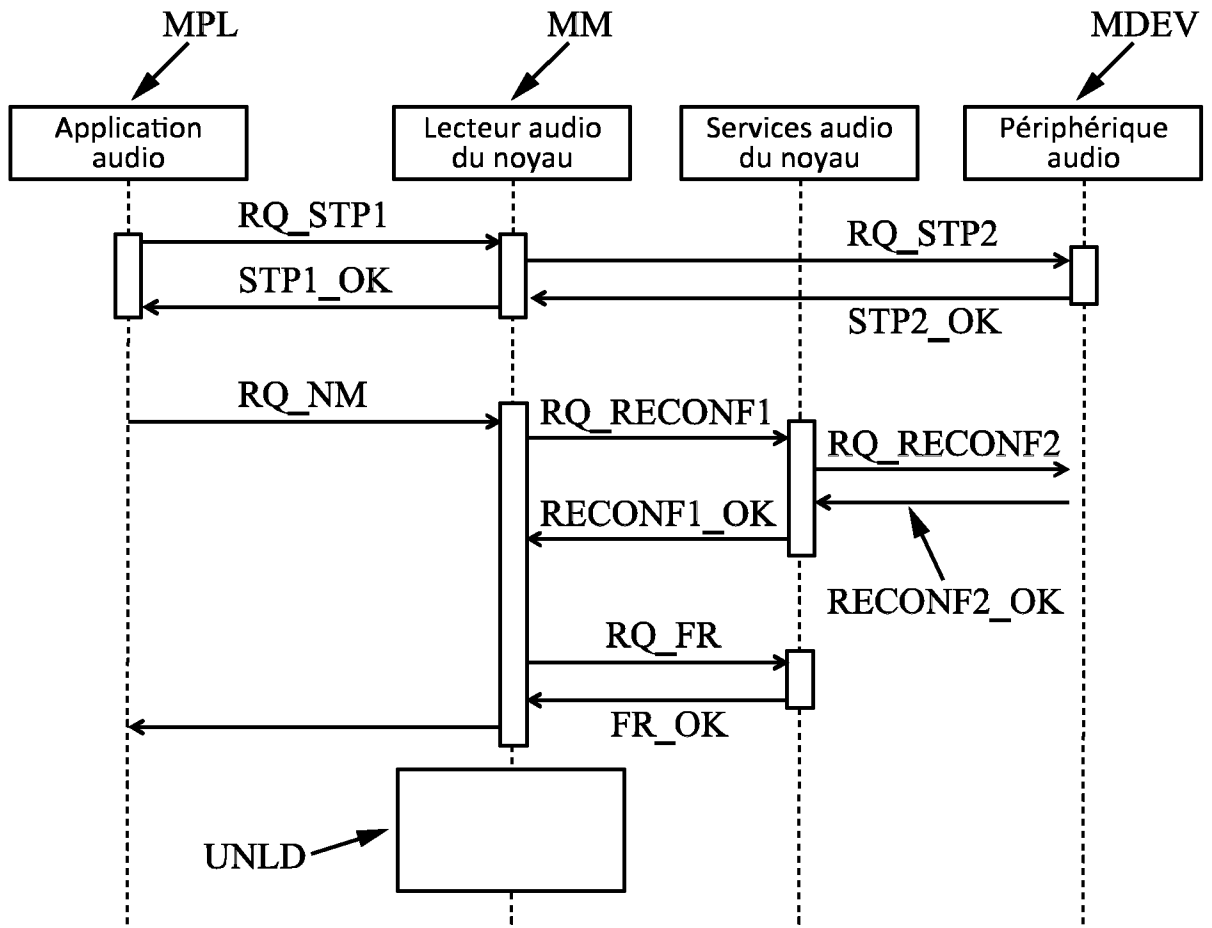 MPL
MM
MDEV
Application
audio
Lecteur audio
du noyau
Services audio
du noyau
Périphérique
audio
RQ_STP1
RQ_STP2
STP1_OK
STP2_OK
RQ_NM
RQ_RECONF1
RQ_RECONF2
RECONF1_OK
RECONF2_OK
RQ_FR
FR_OK
UNLD